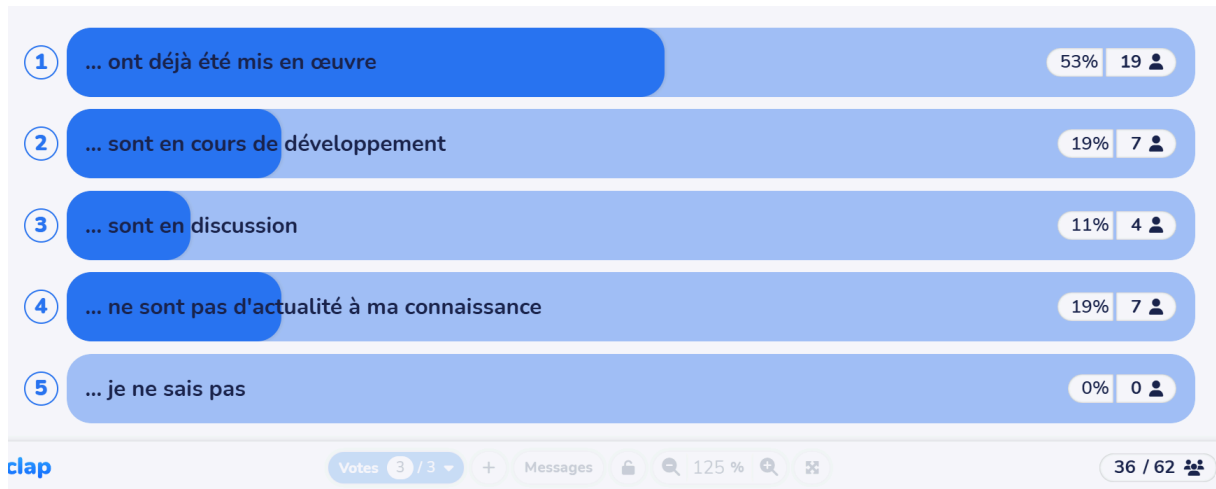 1 ... ont déjà été mis en œuvre 53% 19
2 ... sont en cours de développement 19% 7
3 ... sont en discussion 11% 4
4 ... ne sont pas d'actualité à ma connaissance 19% 7
5 ... je ne sais pas 0% 0
clap Votes 3 / 3 + Messages 125 % 36 / 62